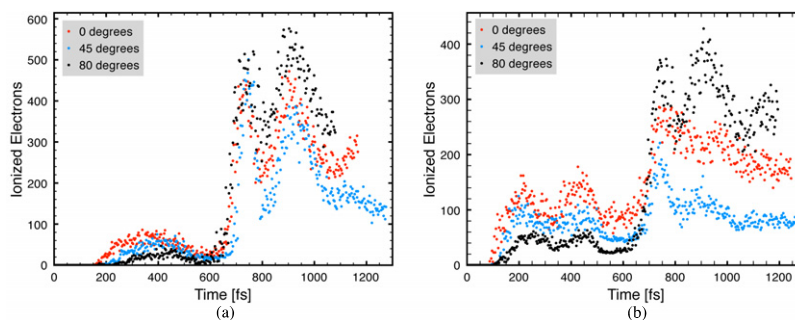 0 degrees
45 degrees
80 degrees
Ionized Electrons
600
500
400
300
200
100
0
0 200 400 600 800 1000 1200
Time [fs]
(a)
0 degrees
45 degrees
80 degrees
Ionized Electrons
400
300
200
100
0
0 200 400 600 800 1000 1200
Time [fs]
(b)